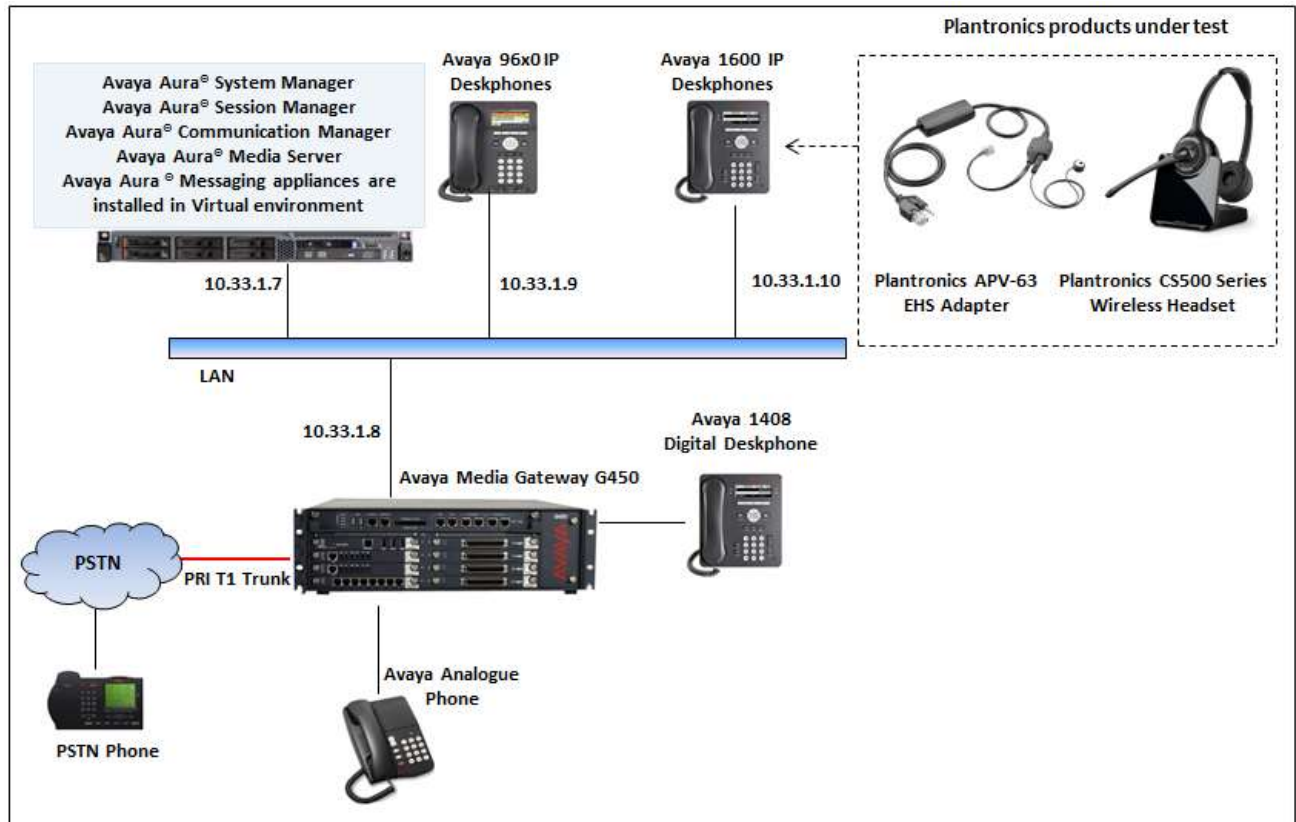 Plantronics products under test
Avaya Aura® System Manager
Avaya Aura® Session Manager
Avaya Aura® Communication Manager
Avaya Aura® Media Server
Avaya Aura ® Messaging appliances are
installed in Virtual environment
Avaya 96x0 IP
Deskphones
Avaya 1600 IP
Deskphones
Plantronics APV-63
EHS Adapter
Plantronics CS500 Series
Wireless Headset
10.33.1.7
10.33.1.9
10.33.1.10
LAN
10.33.1.8
Avaya 1408
Digital Deskphone
Avaya Media Gateway G450
AVAYA
PSTN
PRI T1 Trunk
Avaya Analogue
Phone
PSTN Phone